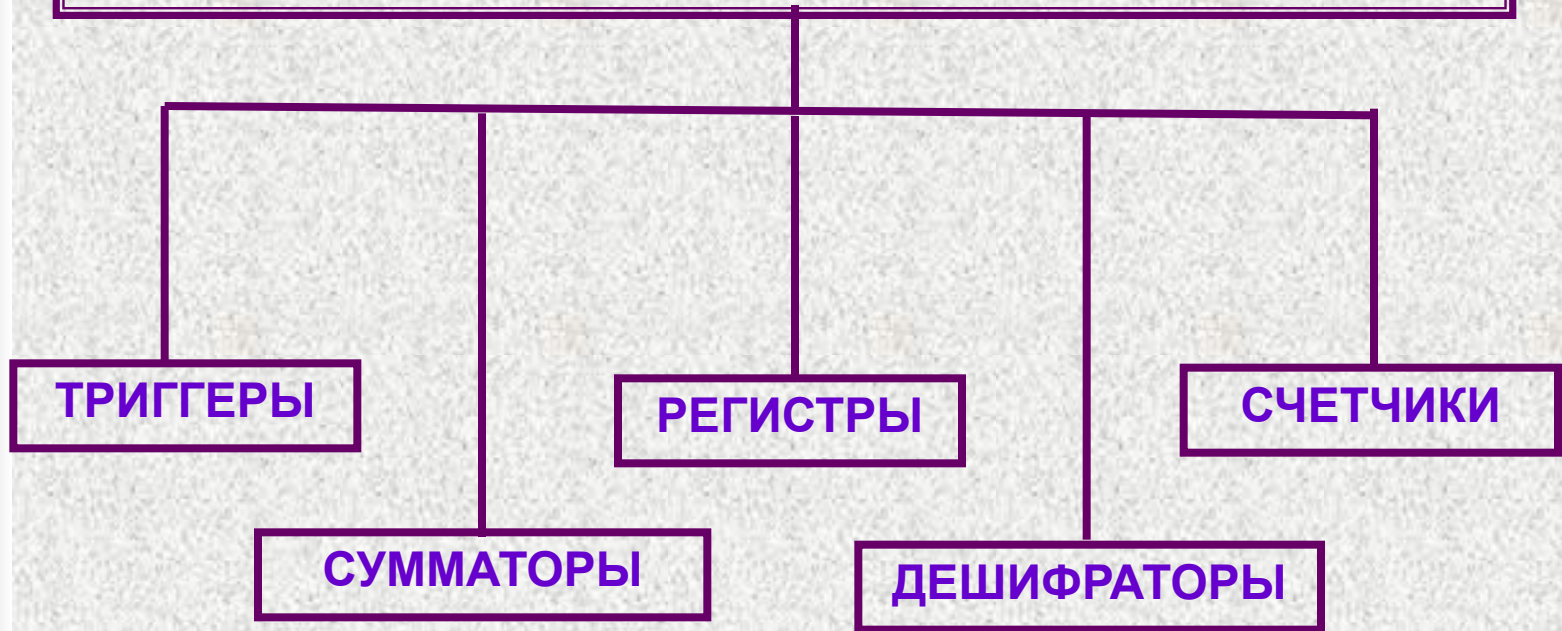 ТРИГГЕРЫ
РЕГИСТРЫ
СЧЕТЧИКИ
СУММАТОРЫ
ДЕШИФРАТОРЫ